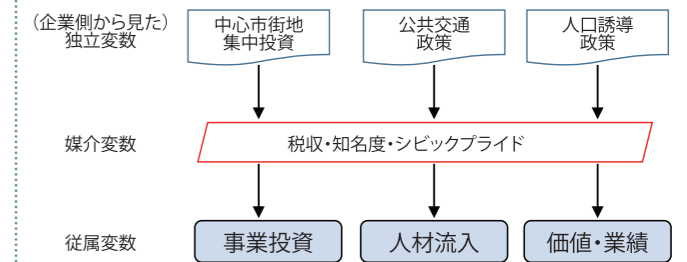 (企業側から見た)
独立変数
中心市街地
集中投資
公共交通
政策
人口誘導
政策
媒介変数
税収・知名度・シビックプライド
従属変数
事業投資
人材流入
価値・業績